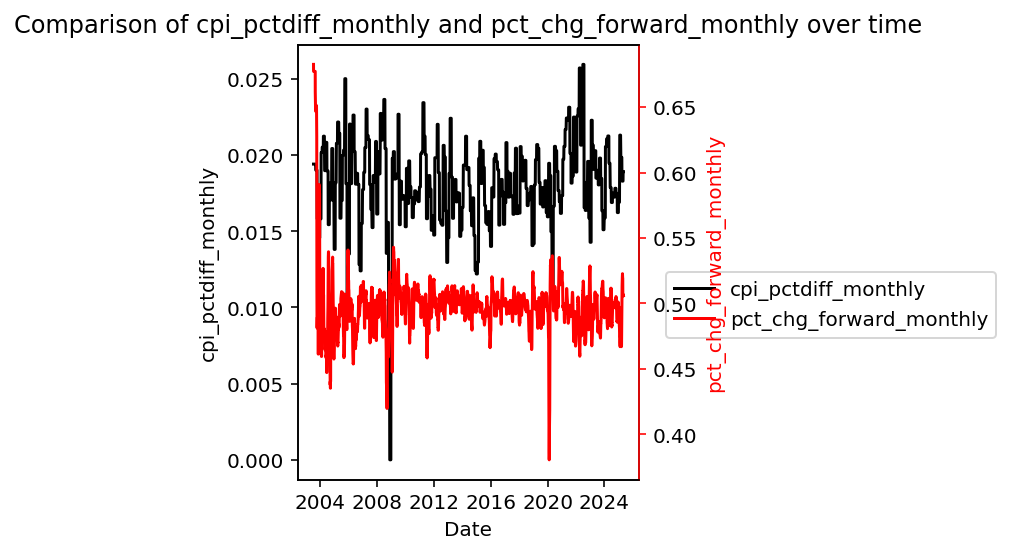 Comparison of cpi_pctdiff_monthly and pct_chg_forward_monthly over time
cpi_pctdiff_monthly
0.025
0.020
0.015
0.010
0.005
0.000
0.65
0.60
0.55
0.50
0.45
0.40
pct_chg_forward_monthly
cpi_pctdiff_monthly
pct_chg_forward_monthly
2004 2008 2012 2016 2020 2024
Date